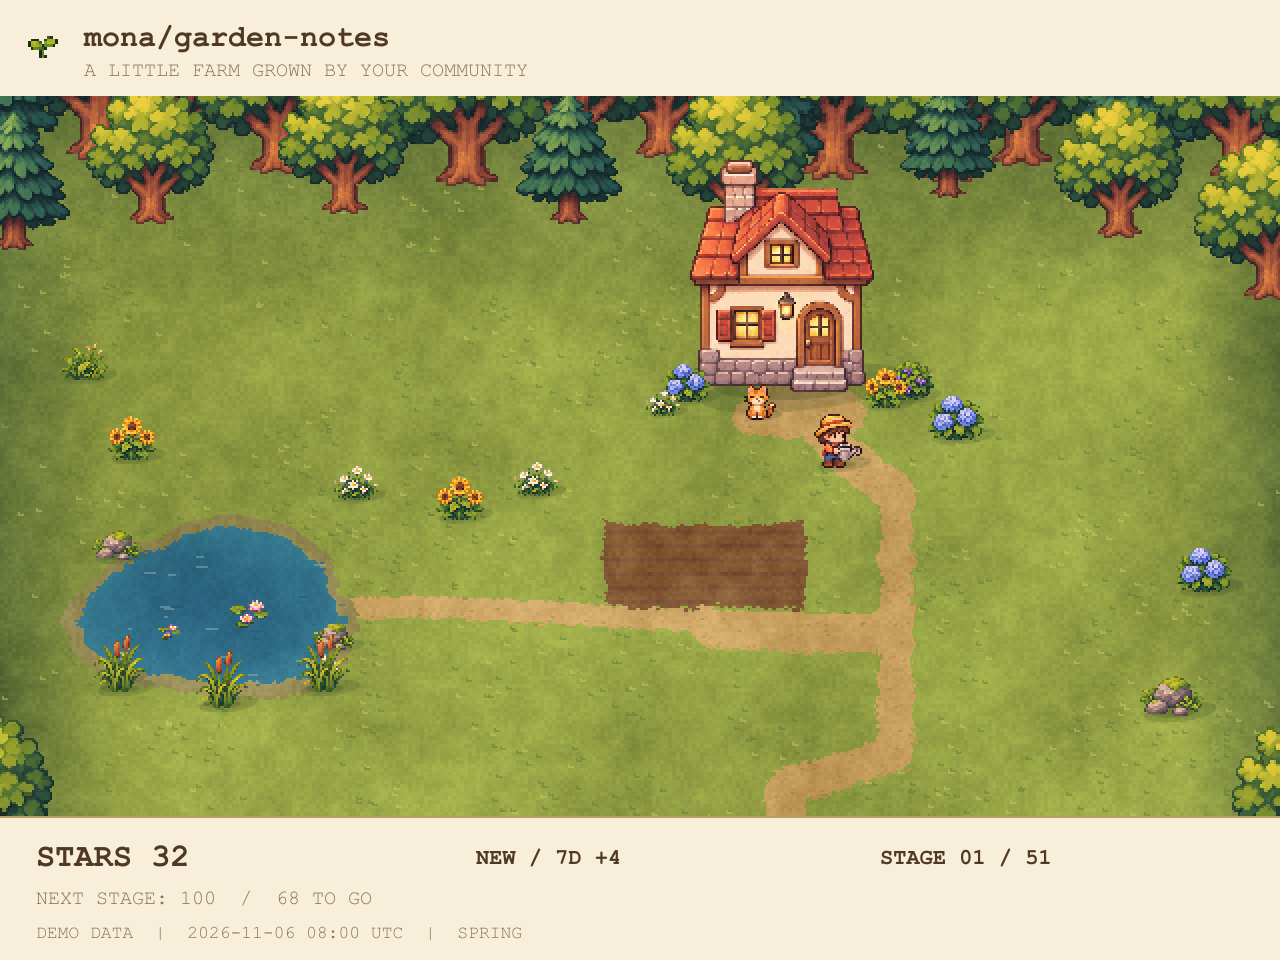 mona/garden-notes
A LITTLE FARM GROWN BY YOUR COMMUNITY
STARS 32
NEW / 7D +4
STAGE 01 / 51
NEXT STAGE: 100 / 68 TO GO
DEMO DATA | 2026-11-06 08:00 UTC | SPRING